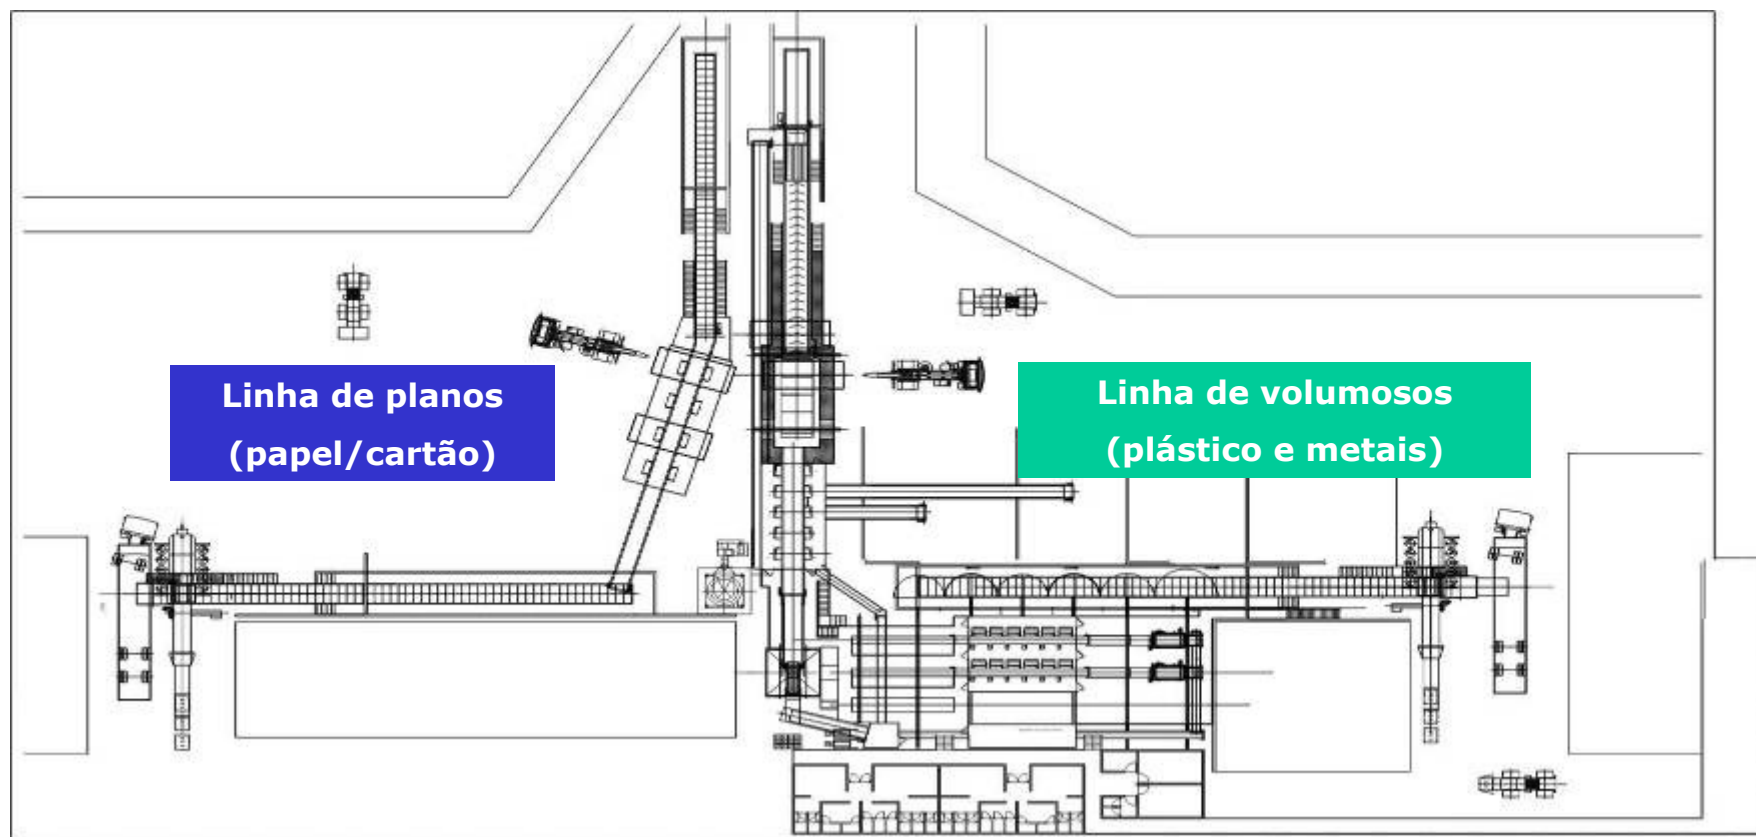 Linha de planos
(papel/cartão)
Linha de volumosos
(plástico e metais)